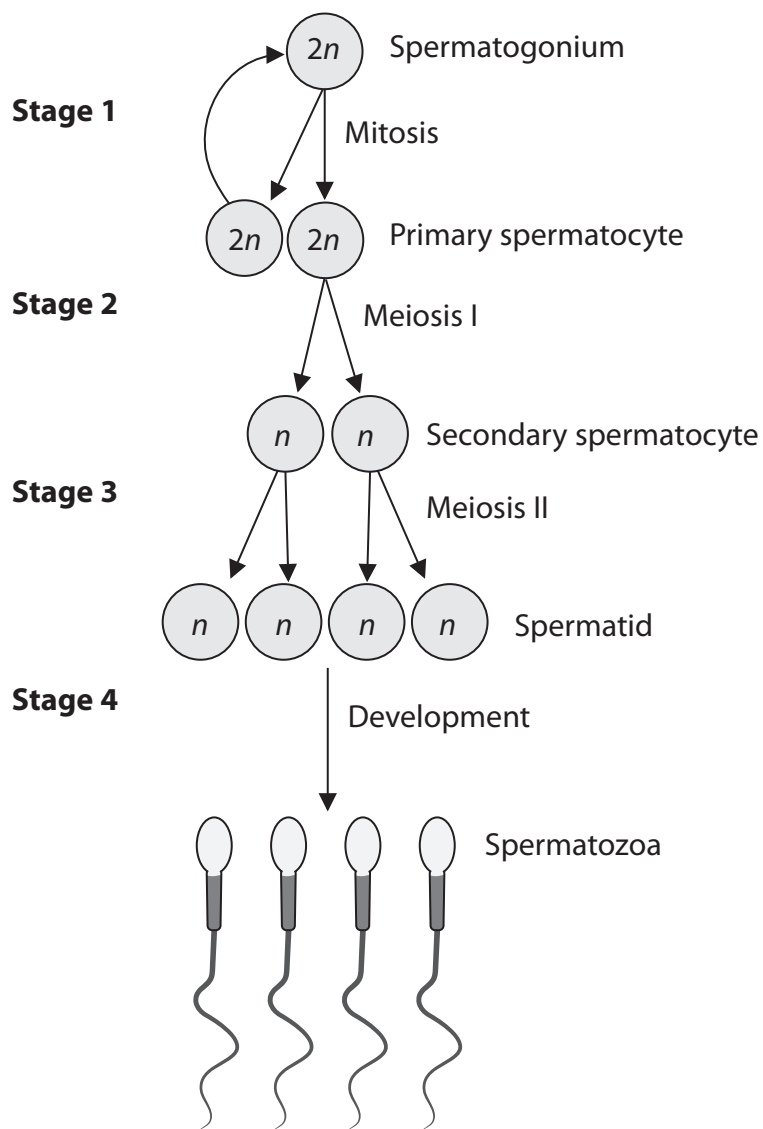 2n Spermatogonium
Stage 1
Mitosis
2n 2n Primary spermatocyte
Stage 2
Meiosis I
n n Secondary spermatocyte
Stage 3
Meiosis II
n n n n Spermatid
Stage 4
Development
Spermatozoa